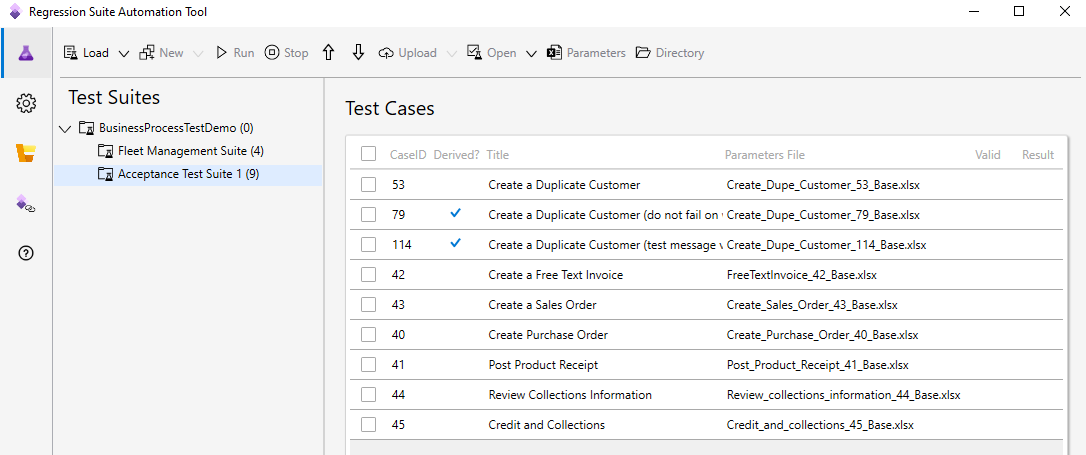 Regression Suite Automation Tool
Load New Run Stop Upload Open Parameters Directory
Test Suites
BusinessProcessTestDemo (0)
Fleet Management Suite (4)
Acceptance Test Suite 1 (9)
Test Cases
CaseID Derived? Title Parameters File Valid Result
53 Create a Duplicate Customer Create_Dupe_Customer_53_Base.xlsx
79 Create a Duplicate Customer (do not fail on Create_Dupe_Customer_79_Base.xlsx
114 Create a Duplicate Customer (test message Create_Dupe_Customer_114_Base.xlsx
42 Create a Free Text Invoice FreeTextInvoice_42_Base.xlsx
43 Create a Sales Order Create_Sales_Order_43_Base.xlsx
40 Create Purchase Order Create_Purchase_Order_40_Base.xlsx
41 Post Product Receipt Post_Product_Receipt_41_Base.xlsx
44 Review Collections Information Review_collections_information_44_Base.xlsx
45 Credit and Collections Credit_and_collections_45_Base.xlsx